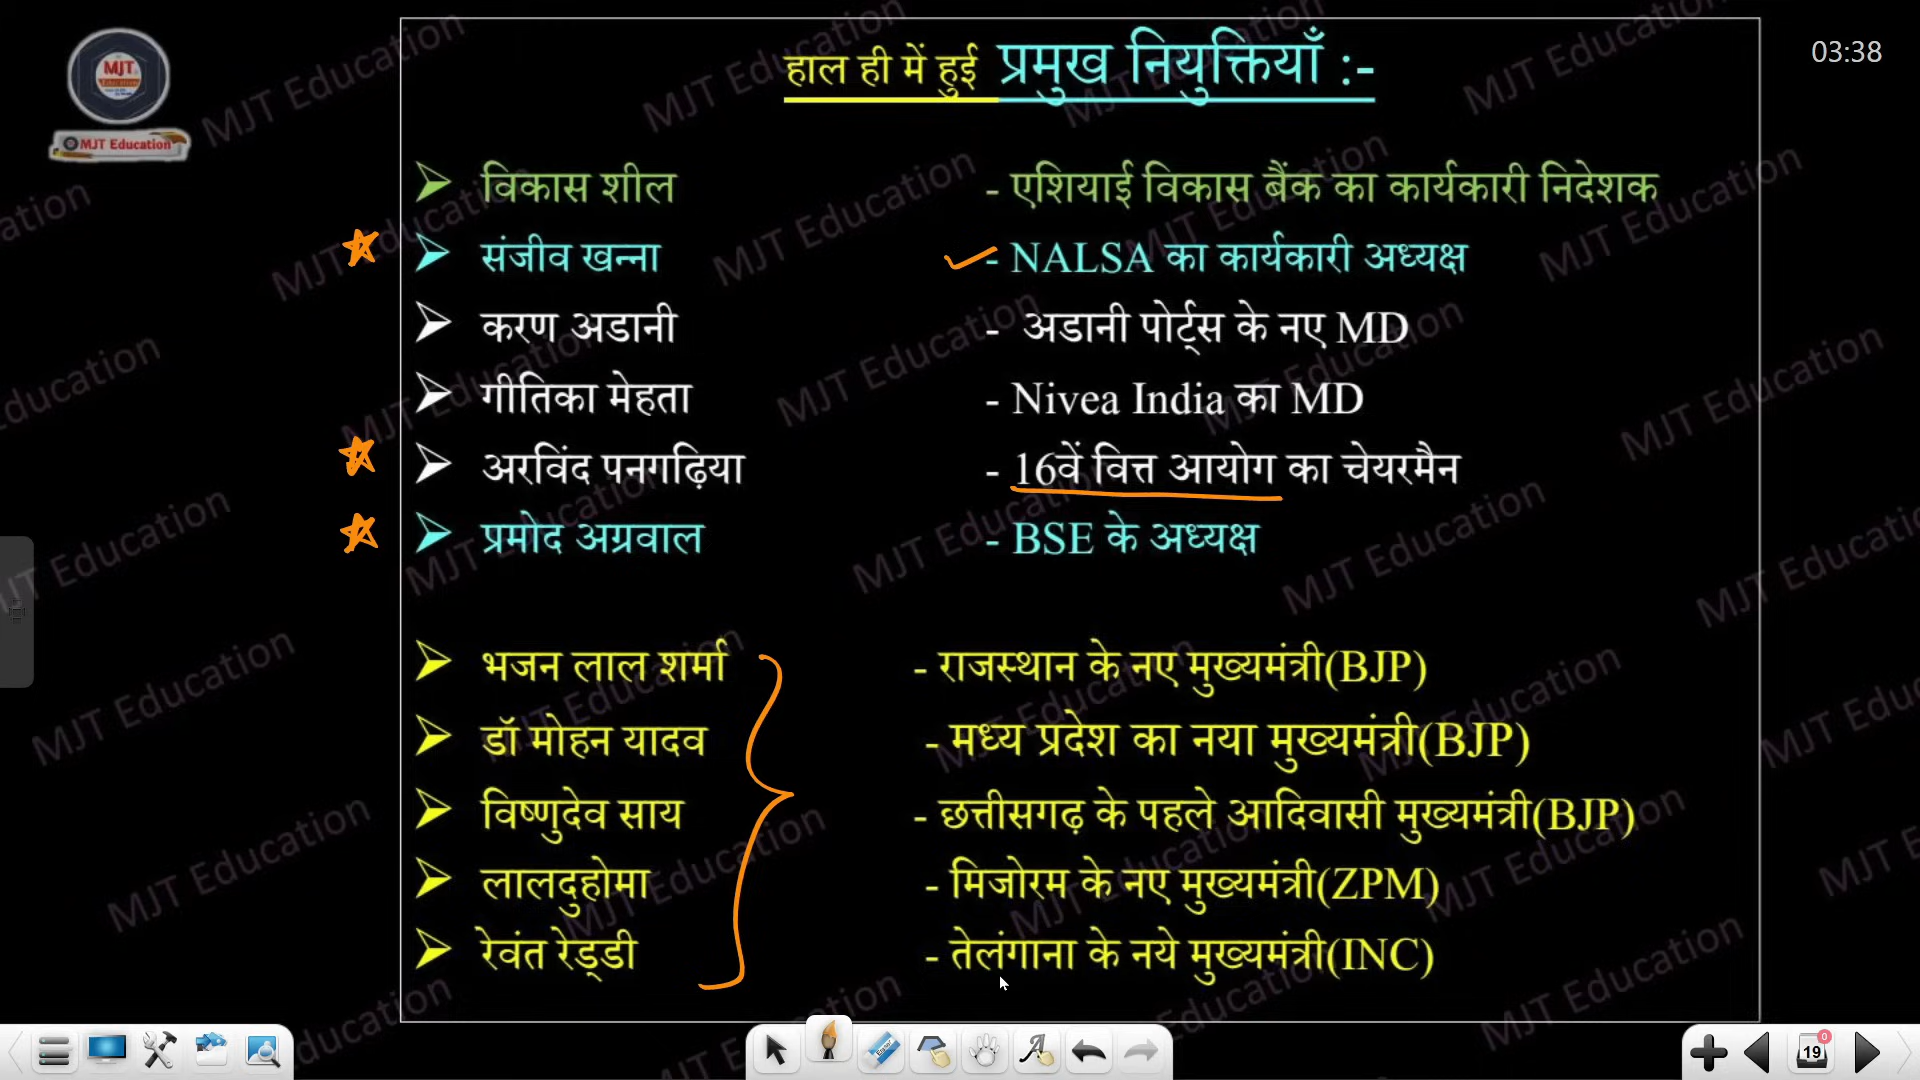 हाल ही में हुई प्रमुख नियुक्तियाँ :-
03:38
MJT
Education
MJT Education
➢ विकास शील - एशियाई विकास बैंक का कार्यकारी निदेशक
➢ संजीव खन्ना - NALSA का कार्यकारी अध्यक्ष
➢ करण अडानी - अडानी पोर्ट्स के नए MD
➢ गीतिका मेहता - Nivea India का MD
➢ अरविंद पनगढ़िया - 16वें वित्त आयोग का चेयरमैन
➢ प्रमोद अग्रवाल - BSE के अध्यक्ष
➢ भजन लाल शर्मा - राजस्थान के नए मुख्यमंत्री(BJP)
➢ डॉ मोहन यादव - मध्य प्रदेश का नया मुख्यमंत्री(BJP)
➢ विष्णुदेव साय - छत्तीसगढ़ के पहले आदिवासी मुख्यमंत्री(BJP)
➢ लालदुहोमा - मिजोरम के नए मुख्यमंत्री(ZPM)
➢ रेवंत रेड्डी - तेलंगाना के नये मुख्यमंत्री(INC)
19
0